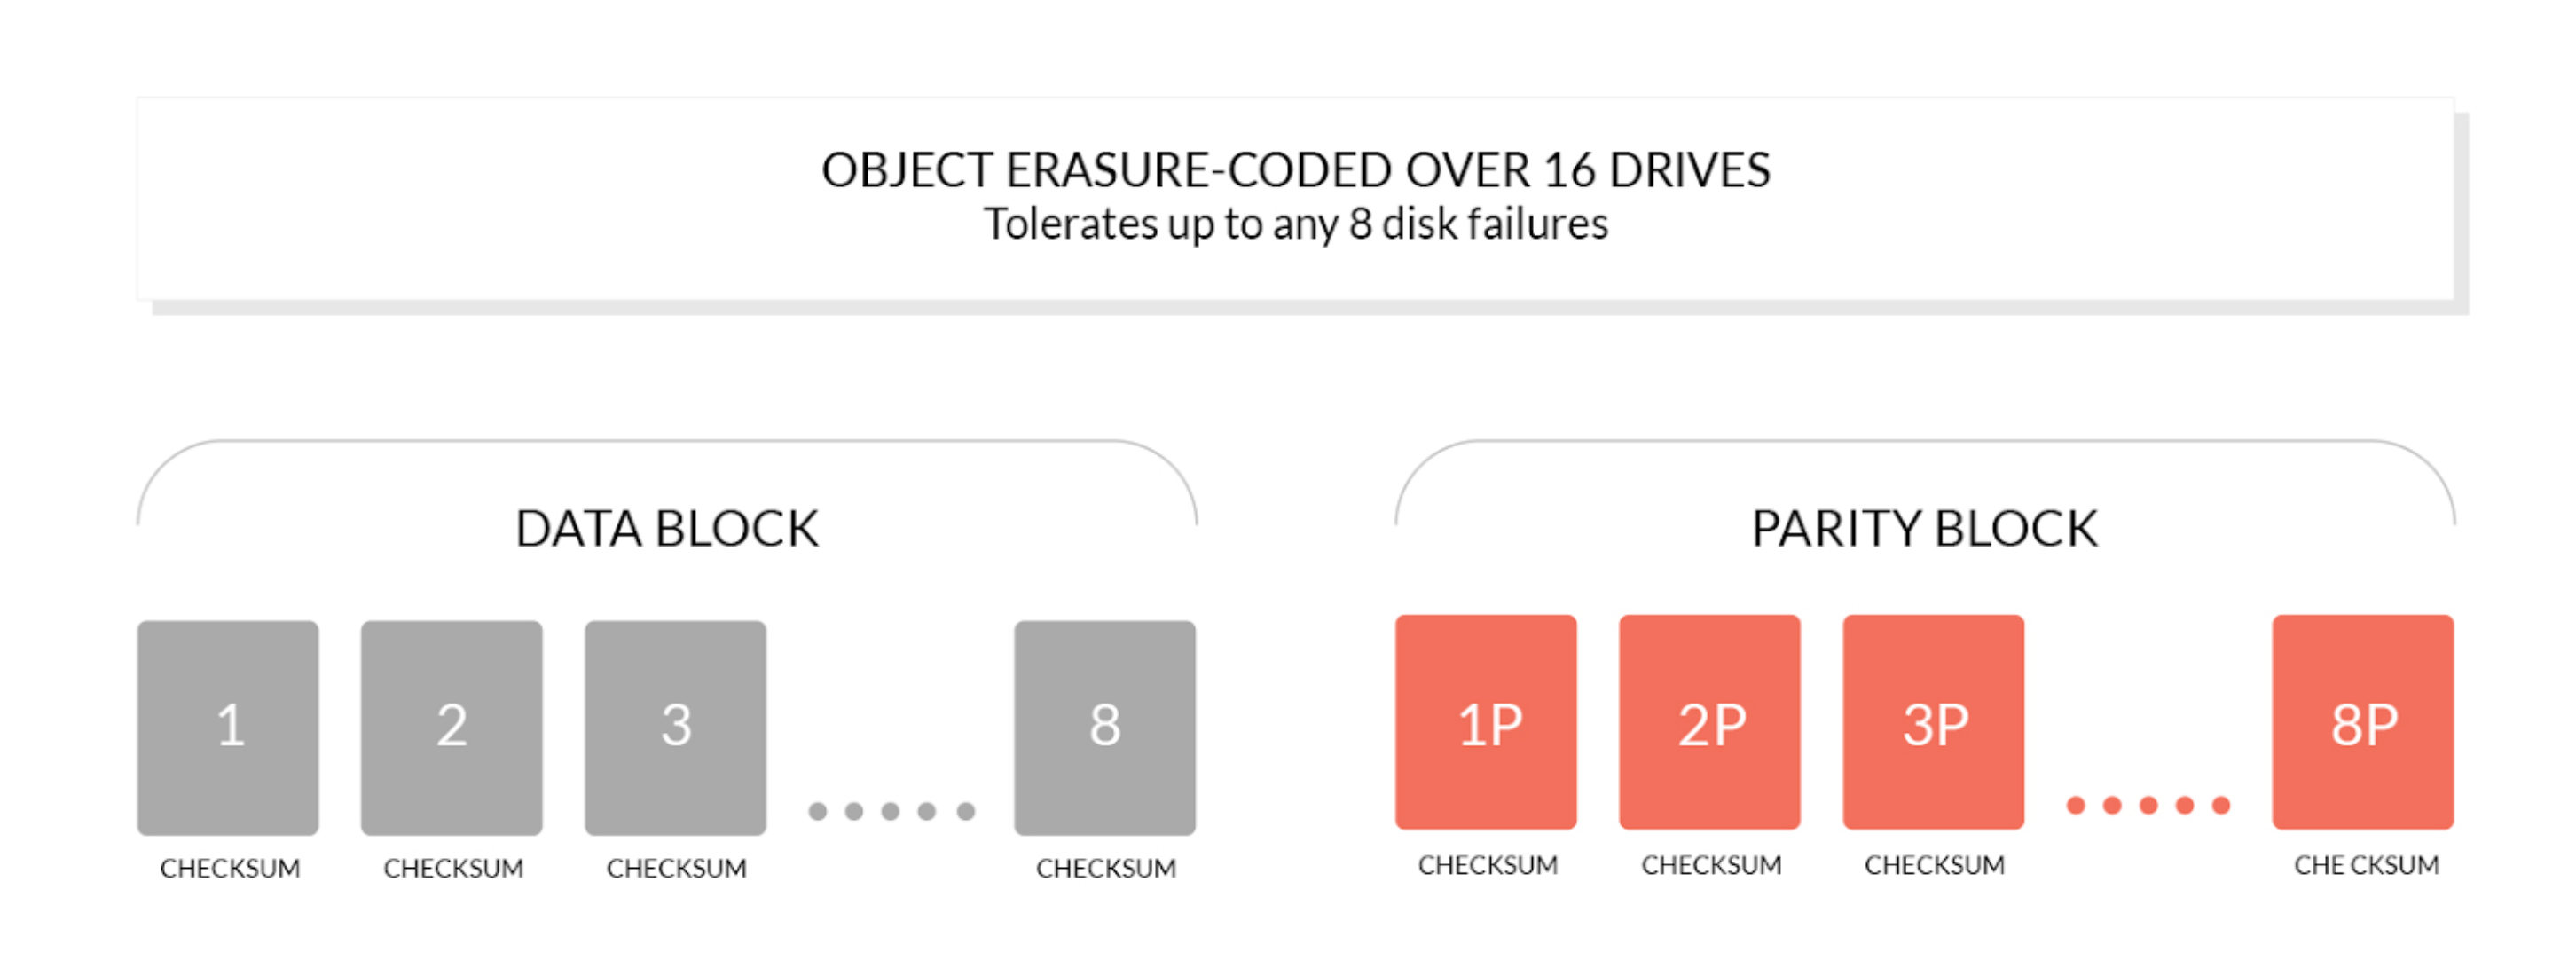 OBJECT ERASURE-CODED OVER 16 DRIVES
Tolerates up to any 8 disk failures
DATA BLOCK
1 2 3 8
CHECKSUM CHECKSUM CHECKSUM CHECKSUM
PARITY BLOCK
1P 2P 3P 8P
CHECKSUM CHECKSUM CHECKSUM CHE CKSUM